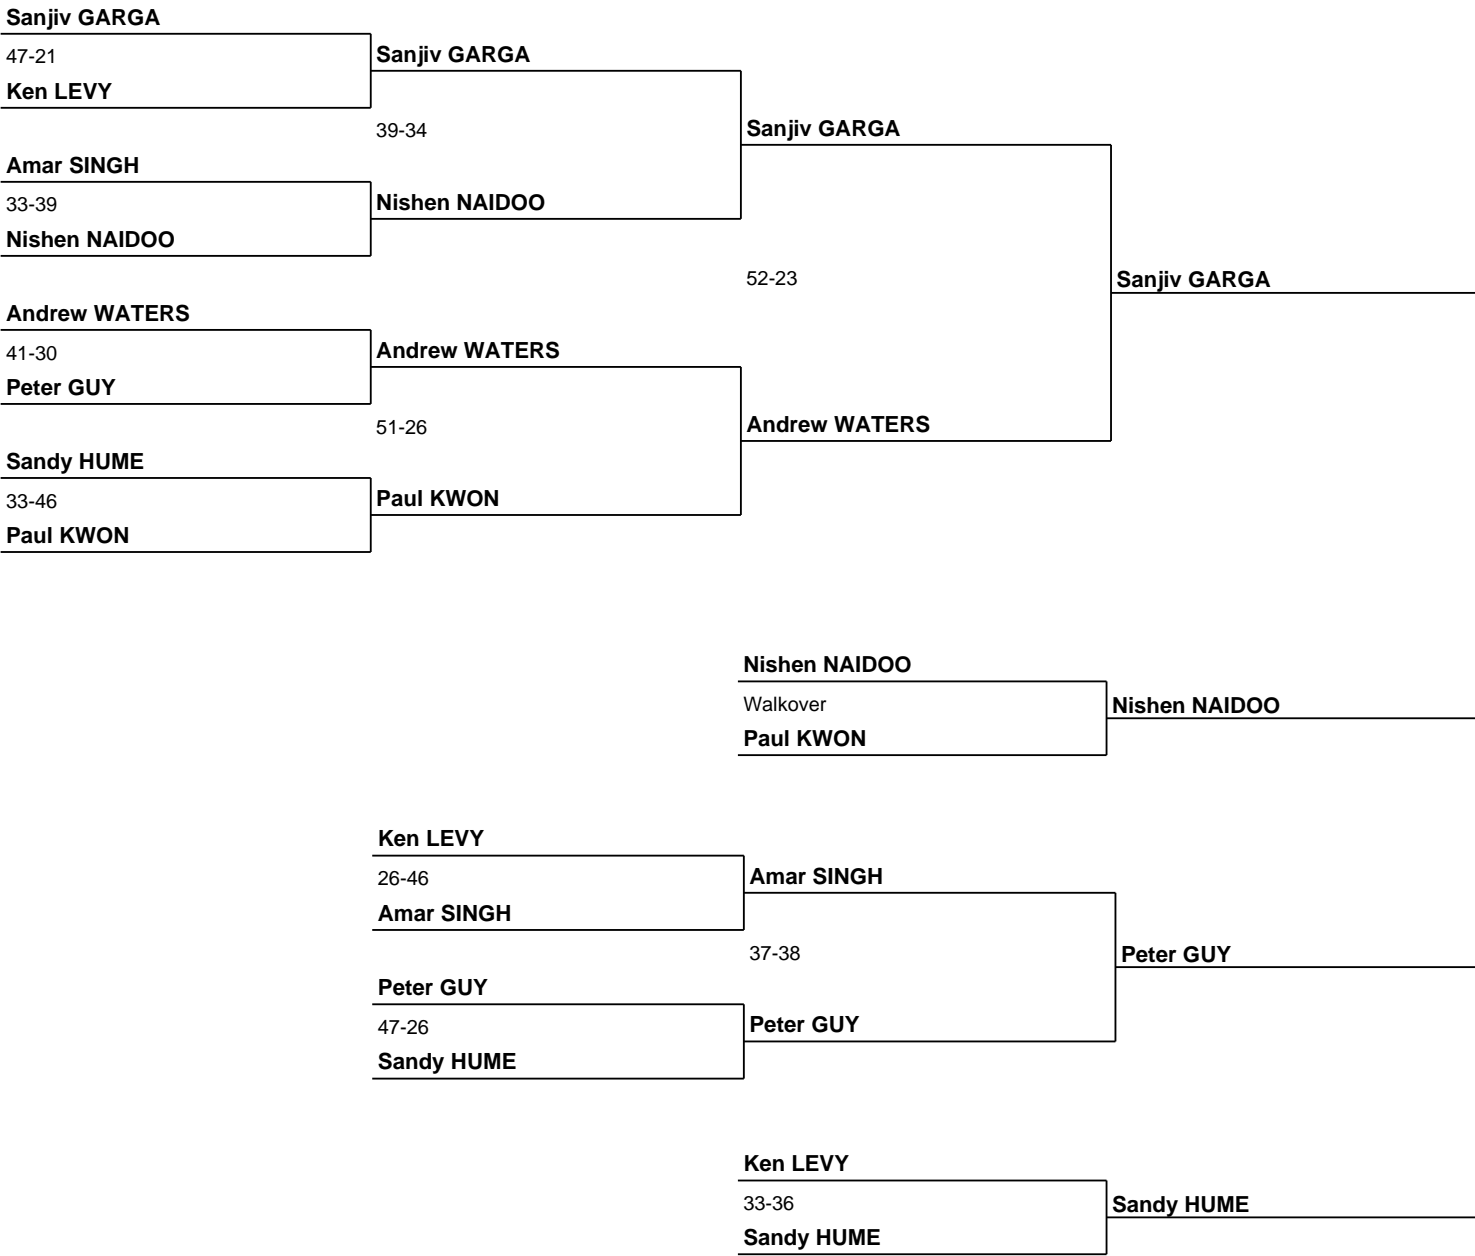 Sanjiv GARGA
47-21
Ken LEVY
Sanjiv GARGA
39-34
Amar SINGH
33-39
Nishen NAIDOO
Nishen NAIDOO
Sanjiv GARGA
52-23
Sanjiv GARGA
Andrew WATERS
41-30
Peter GUY
Andrew WATERS
51-26
Sandy HUME
33-46
Paul KWON
Paul KWON
Andrew WATERS
Nishen NAIDOO
Walkover
Paul KWON
Nishen NAIDOO
Ken LEVY
26-46
Amar SINGH
Amar SINGH
37-38
Peter GUY
47-26
Sandy HUME
Peter GUY
Peter GUY
Ken LEVY
33-36
Sandy HUME
Sandy HUME